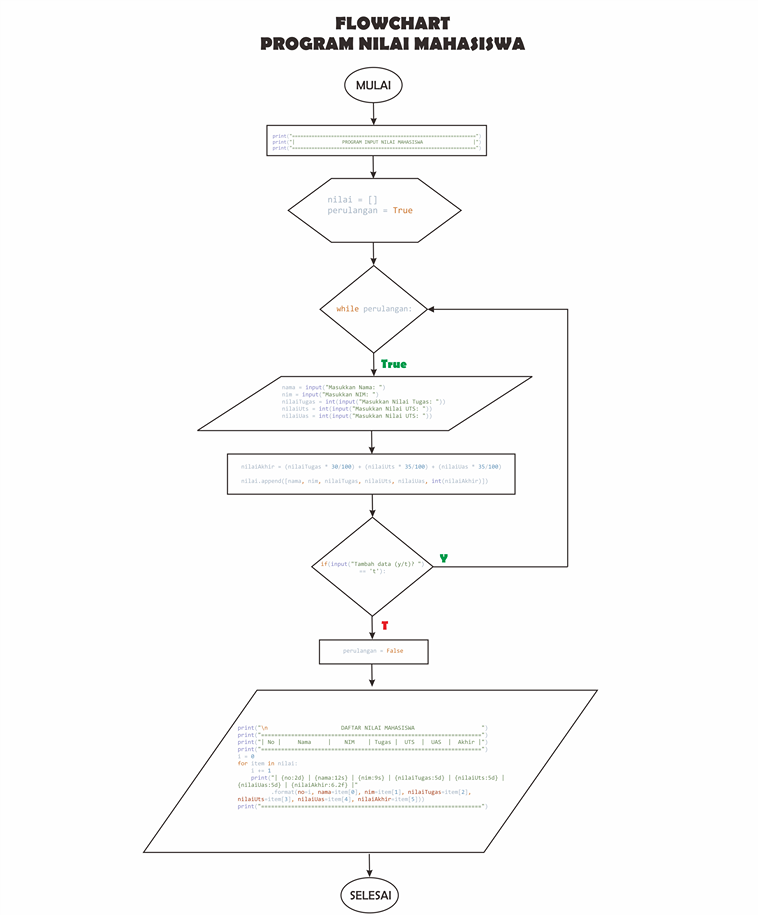 FLOWCHART
PROGRAM NILAI MAHASISWA
MULAI
print("==============================================================")
print("| PROGRAM INPUT NILAI MAHASISWA |")
print("==============================================================")
nilai = []
perulangan = True
while perulangan:
True
nama = input("Masukkan Nama: ")
nim = input("Masukkan NIM: ")
nilaiTugas = int(input("Masukkan Nilai Tugas: "))
nilaiUts = int(input("Masukkan Nilai UTS: "))
nilaiUas = int(input("Masukkan Nilai UTS: "))
nilaiAkhir = (nilaiTugas * 30/100) + (nilaiUts * 35/100) + (nilaiUas * 35/100)
nilai.append([nama, nim, nilaiTugas, nilaiUts, nilaiUas, int(nilaiAkhir)])
if(input("Tambah data (y/t)? ")
== 't'):
Y
T
perulangan = False
print("\n DAFTAR NILAI MAHASISWA ")
print("==================================================================")
print("| No | Nama | NIM | Tugas | UTS | UAS | Akhir |")
print("==================================================================")
i = 0
for item in nilai:
i += 1
print("| {no:2d} | {nama:12s} | {nim:9s} | {nilaiTugas:5d} | {nilaiUts:5d} |
{nilaiUas:5d} | {nilaiAkhir:6.2f} |"
.format(no=i, nama=item[0], nim=item[1], nilaiTugas=item[2],
nilaiUts=item[3], nilaiUas=item[4], nilaiAkhir=item[5]))
print("==================================================================")
SELESAI